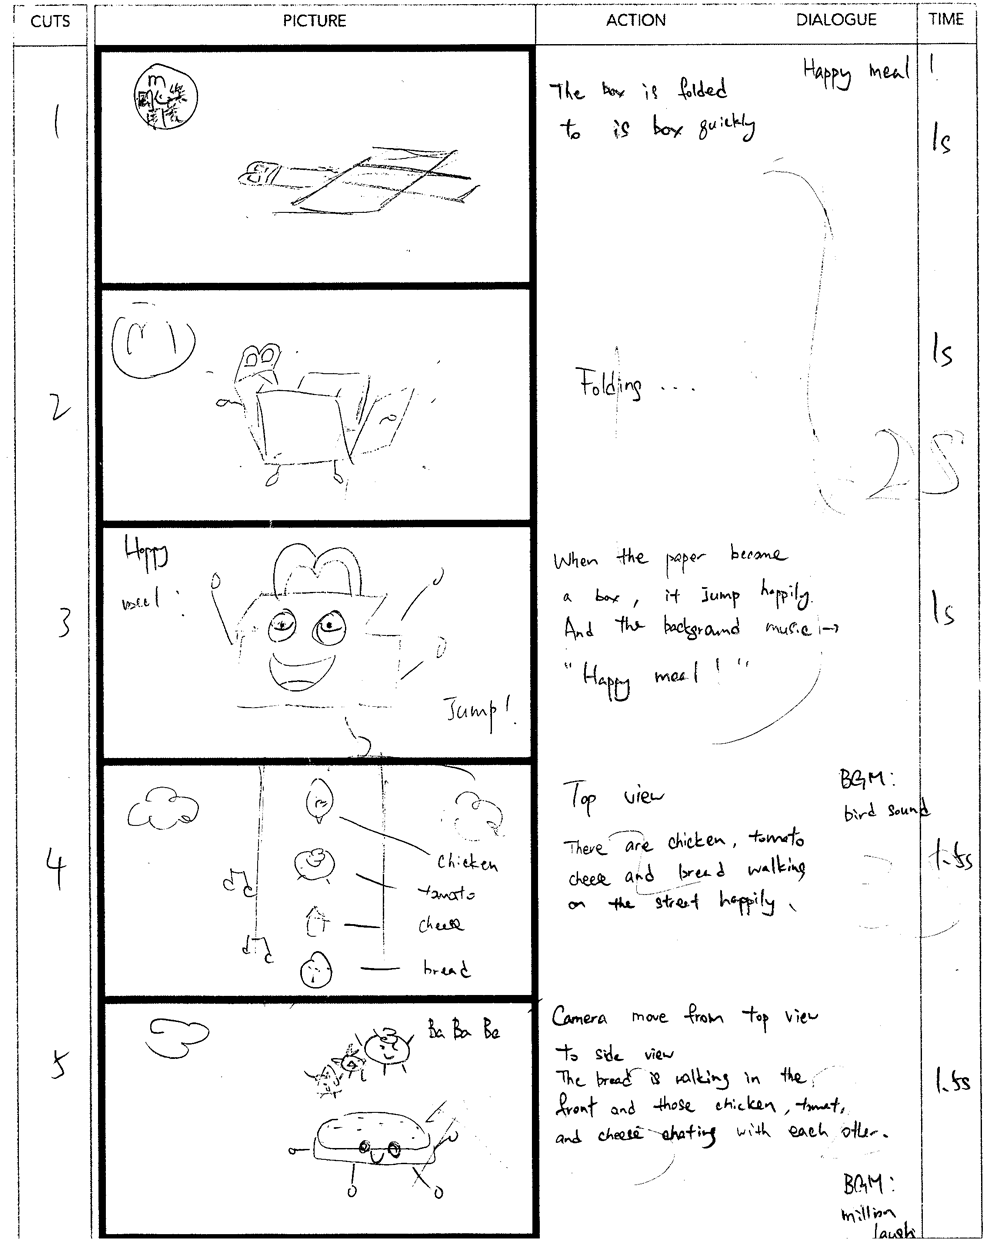 CUTS PICTURE ACTION DIALOGUE TIME
1
m
The box is folded
to is box quickly
Happy meal !
1s
2
m
Folding ...
1s
2S
3
Happy
meal !
Jump!
When the paper become
a box, it Jump happily.
And the background music →
"Happy meal ! "
1s
4
chicken
tomato
cheese
bread
Top view
There are chicken, tomato
cheese and bread walking
on the street happily.
BGM:
bird sound
1.5s
5
Ba Ba Ba
Camera move from top view
to side view
The bread is walking in the
front and those chicken, tomat,
and cheese chating with each other.
BGM:
million
laugh
1.5s